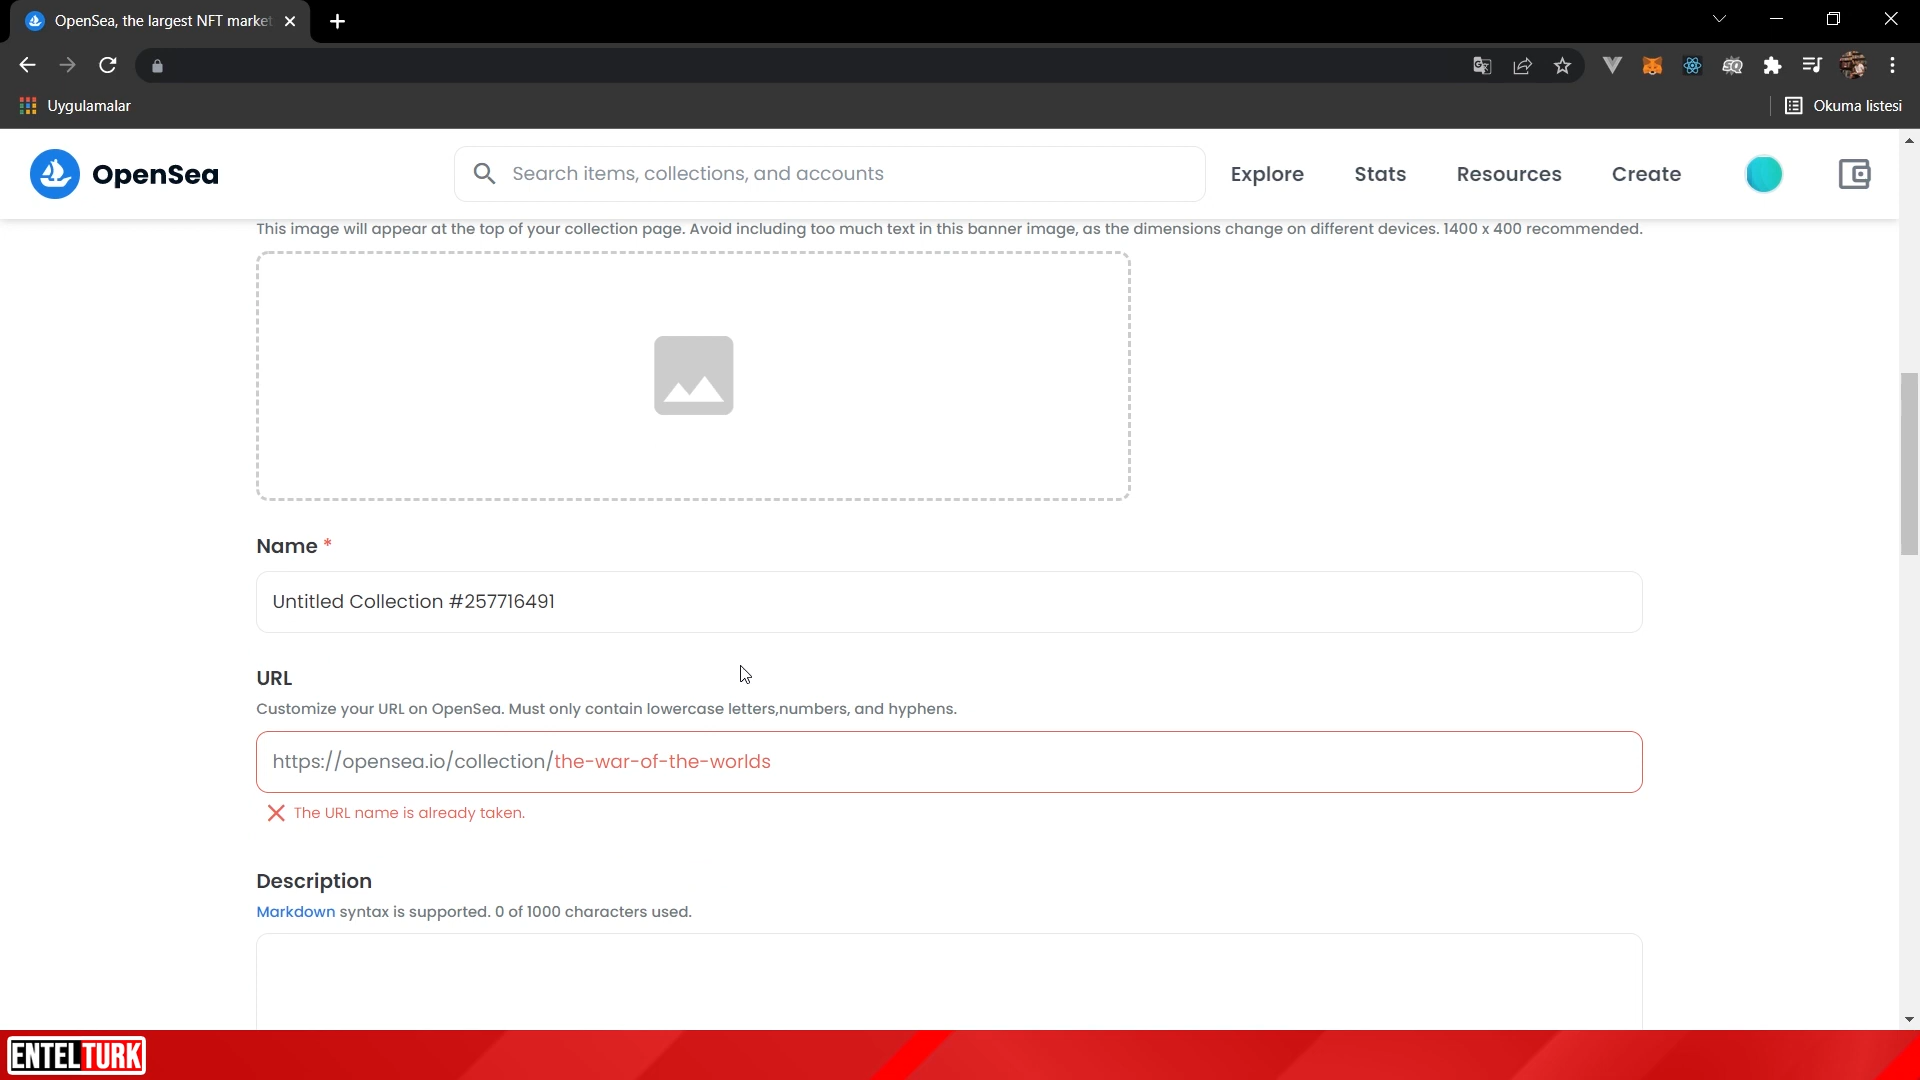 OpenSea, the largest NFT market
Uygulamalar
Okuma listesi
OpenSea
Search items, collections, and accounts
Explore
Stats
Resources
Create
This image will appear at the top of your collection page. Avoid including too much text in this banner image, as the dimensions change on different devices. 1400 x 400 recommended.
Name *
Untitled Collection #257716491
URL
Customize your URL on OpenSea. Must only contain lowercase letters,numbers, and hyphens.
https://opensea.io/collection/the-war-of-the-worlds
The URL name is already taken.
Description
Markdown syntax is supported. 0 of 1000 characters used.
ENTELTURK